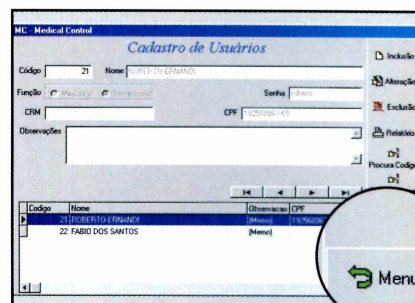 MC - Medical Control
Cadastro de Usuários
Código 21 Nome ROBERTO ERNANDI
Função Senha
CRM CPF
Observações
Inclusão
Alteração
Exclusão
Relatório
Procura Codigo
Codigo Nome Observacao CPF
21 ROBERTO ERNANDI (Memo)
22 FABIO DOS SANTOS (Memo)
Menu